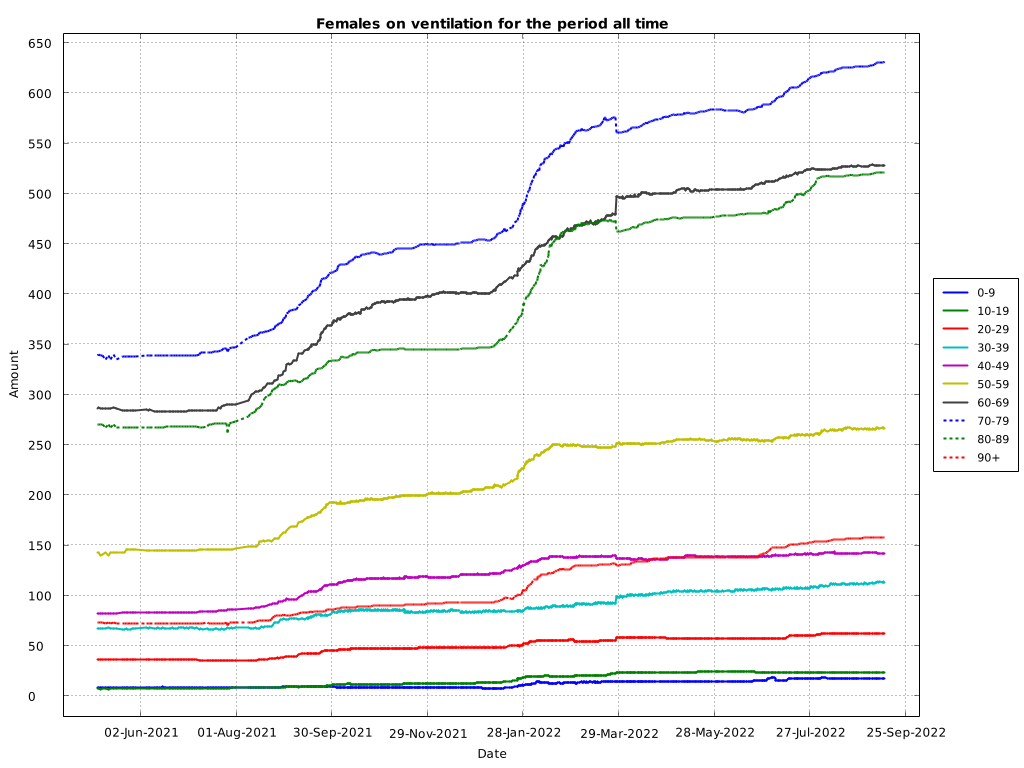 Females on ventilation for the period all time
650
600
550
500
450
400
350
300
250
200
150
100
50
0
Amount
02-Jun-2021
01-Aug-2021
30-Sep-2021
29-Nov-2021
28-Jan-2022
29-Mar-2022
28-May-2022
27-Jul-2022
25-Sep-2022
Date
0-9
10-19
20-29
30-39
40-49
50-59
60-69
70-79
80-89
90+